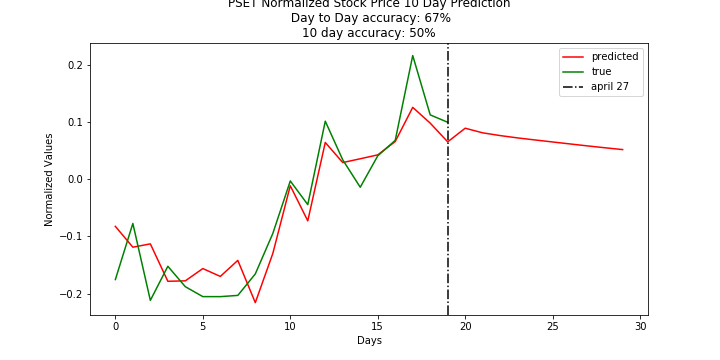 PSET Normalized Stock Price 10 Day Prediction
Day to Day accuracy: 67%
10 day accuracy: 50%
predicted
true
april 27
Normalized Values
0.2
0.1
0.0
−0.1
−0.2
0 5 10 15 20 25 30
Days